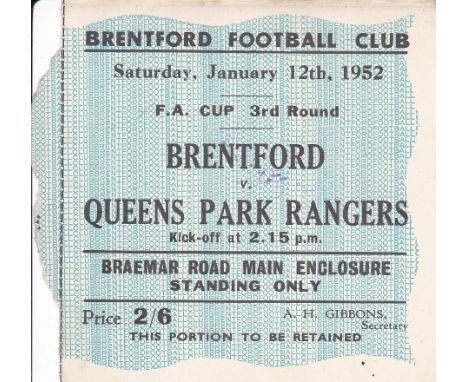 BRENTFORD FOOTBALL CLUB
Saturday, January 12th, 1952
F.A. CUP 3rd Round
BRENTFORD
v.
QUEENS PARK RANGERS
Kick-off at 2.15 p.m.
BRAEMAR ROAD MAIN ENCLOSURE
STANDING ONLY
Price 2/6 A. H. GIBBONS,
Secretary
THIS PORTION TO BE RETAINED